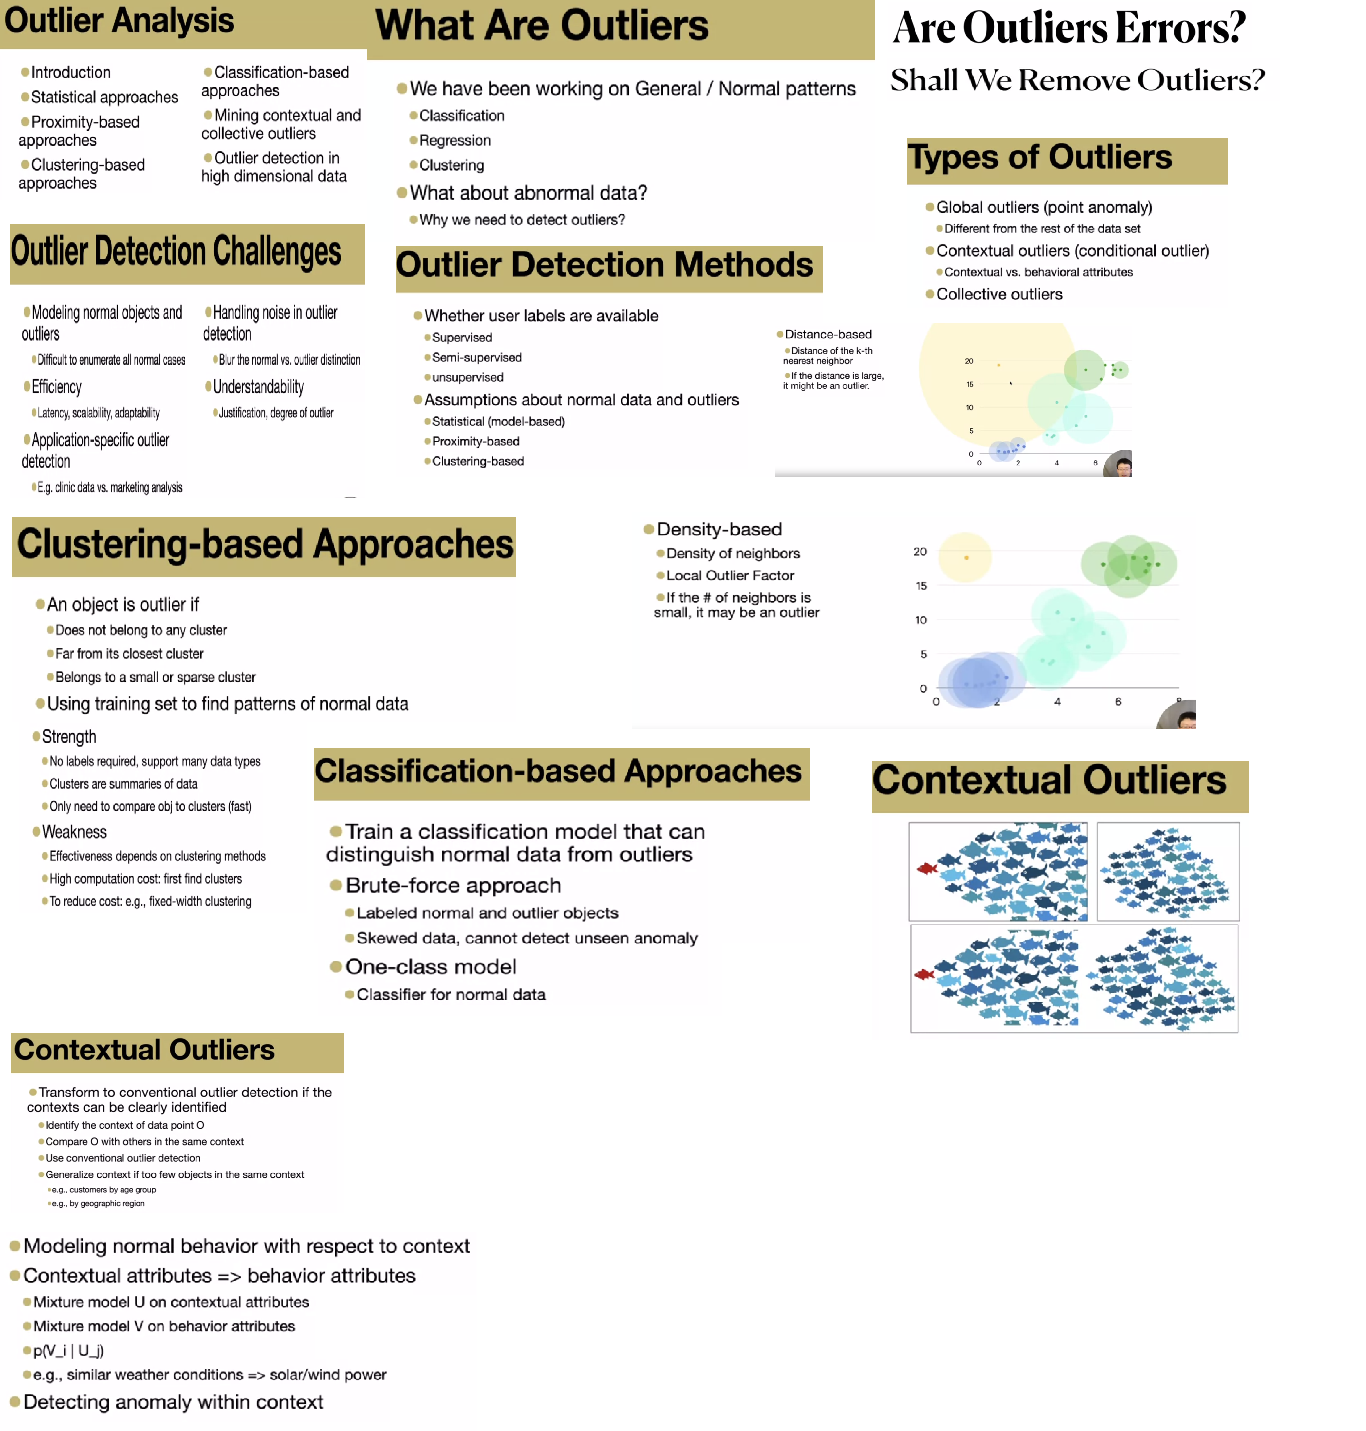 Outlier Analysis
Introduction
Statistical approaches
Proximity-based
approaches
Clustering-based
approaches
Classification-based
approaches
Mining contextual and
collective outliers
Outlier detection in
high dimensional data
What Are Outliers
We have been working on General / Normal patterns
Classification
Regression
Clustering
What about abnormal data?
Why we need to detect outliers?
Are Outliers Errors?
Shall We Remove Outliers?
Types of Outliers
Global outliers (point anomaly)
Different from the rest of the data set
Contextual outliers (conditional outlier)
Contextual vs. behavioral attributes
Collective outliers
Outlier Detection Challenges
Modeling normal objects and
outliers
Difficult to enumerate all normal cases
Efficiency
Latency, scalability, adaptability
Application-specific outlier
detection
E.g. clinic data vs. marketing analysis
Handling noise in outlier
detection
Blur the normal vs. outlier distinction
Understandability
Justification, degree of outlier
Outlier Detection Methods
Whether user labels are available
Supervised
Semi-supervised
unsupervised
Assumptions about normal data and outliers
Statistical (model-based)
Proximity-based
Clustering-based
Distance-based
Distance of the k-th
nearest neighbor
If the distance is large,
it might be an outlier.
20
15
10
5
0
0 2 4 6
Clustering-based Approaches
An object is outlier if
Does not belong to any cluster
Far from its closest cluster
Belongs to a small or sparse cluster
Using training set to find patterns of normal data
Strength
No labels required, support many data types
Clusters are summaries of data
Only need to compare obj to clusters (fast)
Weakness
Effectiveness depends on clustering methods
High computation cost: first find clusters
To reduce cost: e.g., fixed-width clustering
Density-based
Density of neighbors
Local Outlier Factor
If the # of neighbors is
small, it may be an outlier
20
15
10
5
0
0 2 4 6 8
Classification-based Approaches
Train a classification model that can
distinguish normal data from outliers
Brute-force approach
Labeled normal and outlier objects
Skewed data, cannot detect unseen anomaly
One-class model
Classifier for normal data
Contextual Outliers
Contextual Outliers
Transform to conventional outlier detection if the
contexts can be clearly identified
Identify the context of data point O
Compare O with others in the same context
Use conventional outlier detection
Generalize context if too few objects in the same context
e.g., customers by age group
e.g., by geographic region
Modeling normal behavior with respect to context
Contextual attributes => behavior attributes
Mixture model U on contextual attributes
Mixture model V on behavior attributes
p(V_i | U_j)
e.g., similar weather conditions => solar/wind power
Detecting anomaly within context